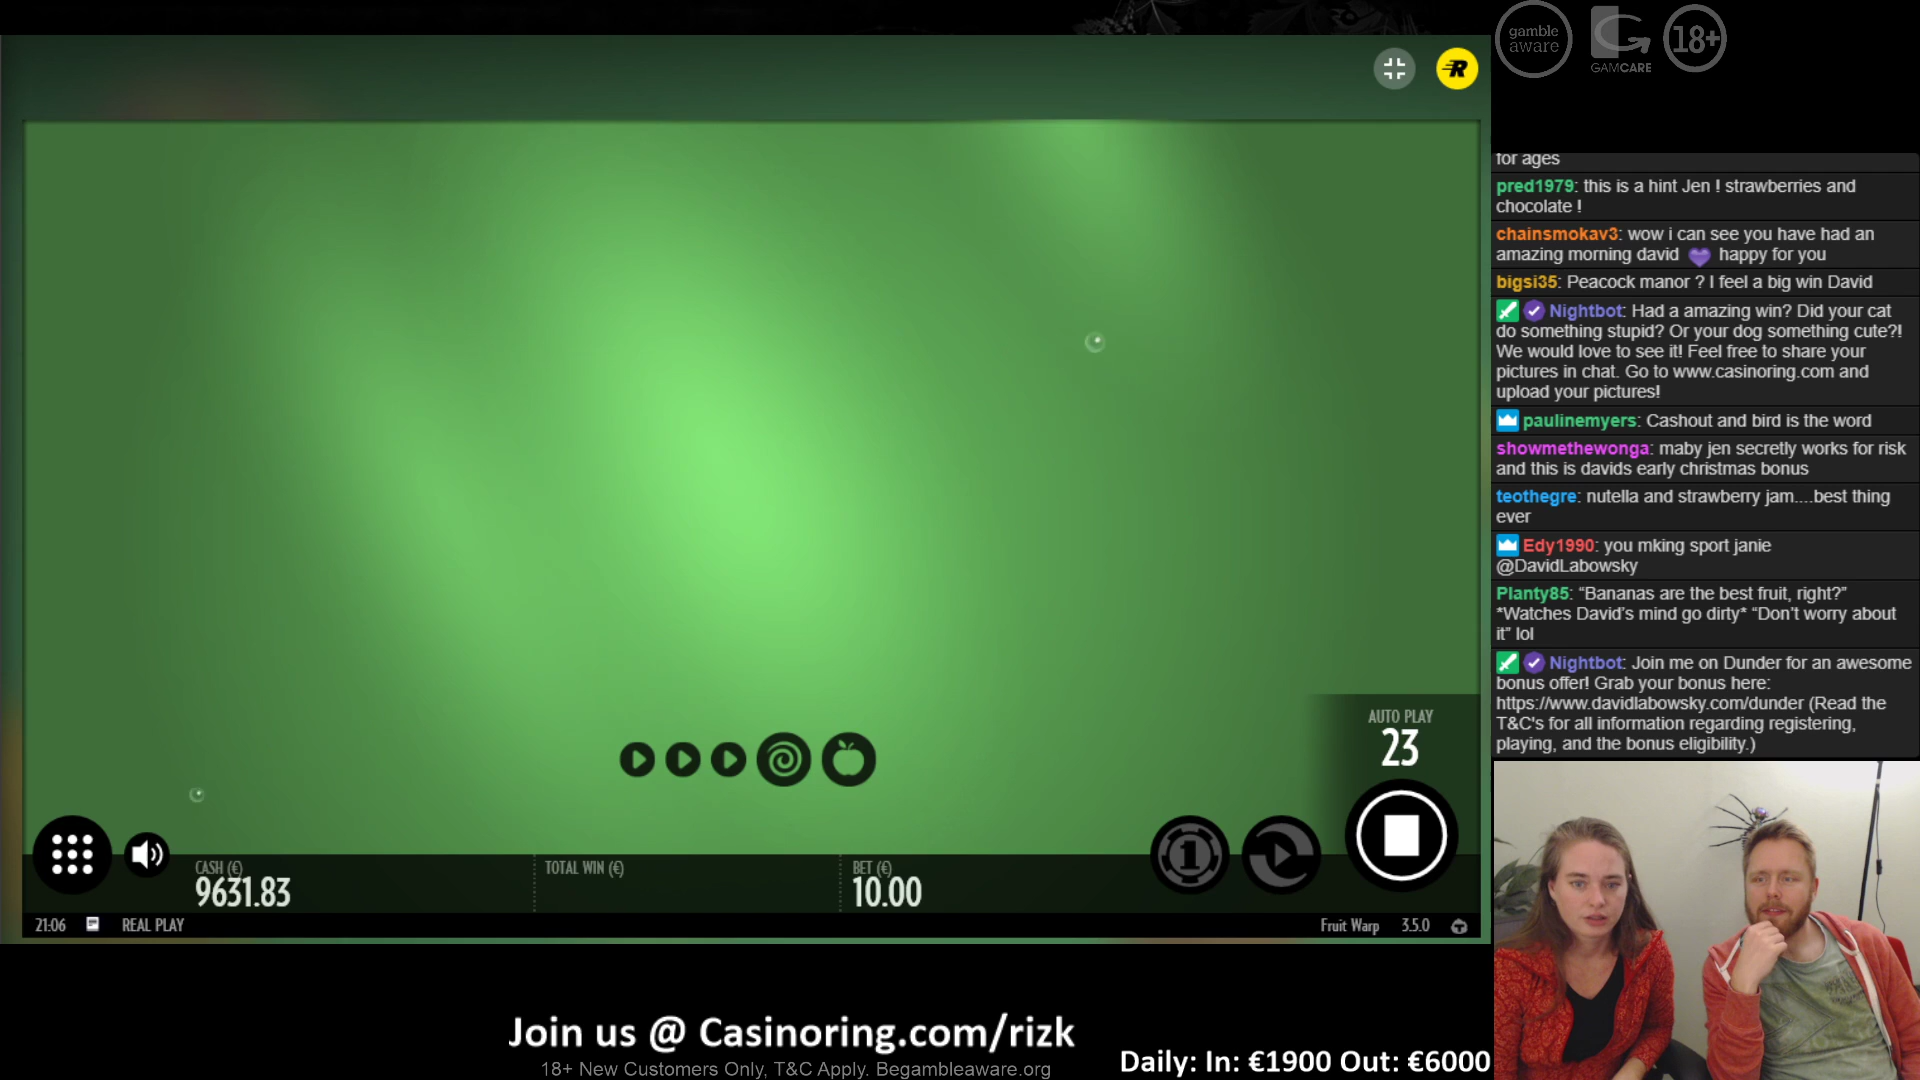 gamble
aware
GAMCARE
18+
R
for ages
pred1979: this is a hint Jen ! strawberries and
chocolate !
chainsmokav3: wow i can see you have had an
amazing morning david 💜 happy for you
bigsi35: Peacock manor ? I feel a big win David
Nightbot: Had a amazing win? Did your cat
do something stupid? Or your dog something cute?!
We would love to see it! Feel free to share your
pictures in chat. Go to www.casinoring.com and
upload your pictures!
paulinemyers: Cashout and bird is the word
showmethewonga: maby jen secretly works for risk
and this is davids early christmas bonus
teothegre: nutella and strawberry jam....best thing
ever
Edy1990: you mking sport janie
@DavidLabowsky
Planty85: “Bananas are the best fruit, right?”
*Watches David’s mind go dirty* “Don’t worry about
it” lol
Nightbot: Join me on Dunder for an awesome
bonus offer! Grab your bonus here:
https://www.davidlabowsky.com/dunder (Read the
T&C's for all information regarding registering,
playing, and the bonus eligibility.)
AUTO PLAY
23
1
CASH (€)
9631.83
TOTAL WIN (€)
BET (€)
10.00
21:06 REAL PLAY
Fruit Warp 3.5.0
Join us @ Casinoring.com/rizk
18+ New Customers Only, T&C Apply. Begambleaware.org
Daily: In: €1900 Out: €6000